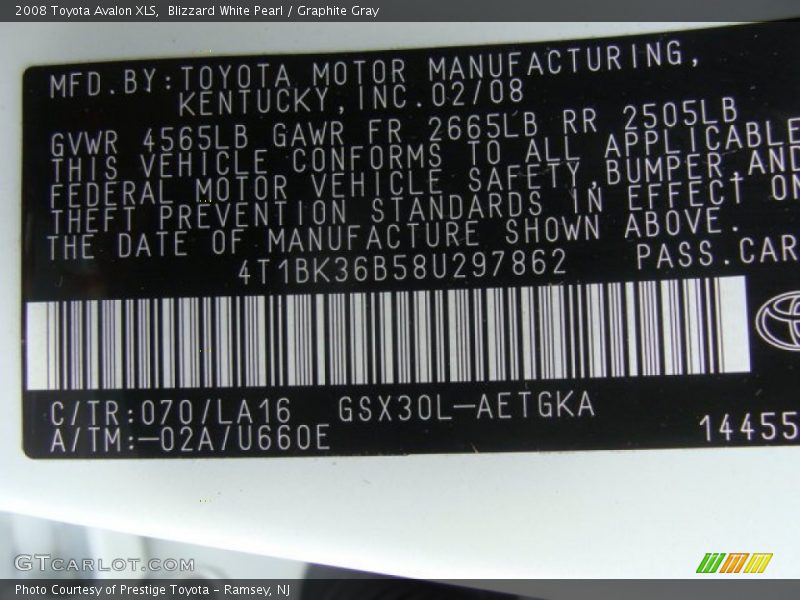 2008 Toyota Avalon XLS,  Blizzard White Pearl / Graphite Gray
MFD.BY:TOYOTA MOTOR MANUFACTURING,
KENTUCKY,INC.02/08
GVWR 4565LB GAWR FR 2665LB RR 2505LB
THIS VEHICLE CONFORMS TO ALL APPLICABLE
FEDERAL MOTOR VEHICLE SAFETY,BUMPER,AND
THEFT PREVENTION STANDARDS IN EFFECT ON
THE DATE OF MANUFACTURE SHOWN ABOVE.
4T1BK36B58U297862 PASS.CAR
C/TR:070/LA16 GSX30L-AETGKA
A/TM:-02A/U660E 14455
GTCARLOT.COM
Photo Courtesy of Prestige Toyota - Ramsey, NJ